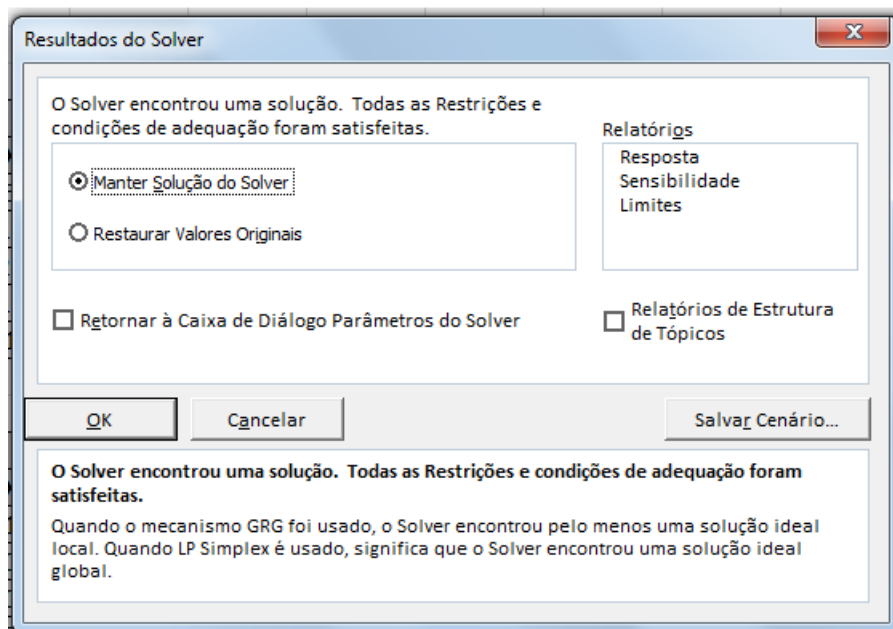 Resultados do Solver
O Solver encontrou uma solução. Todas as Restrições e
condições de adequação foram satisfeitas.
Manter Solução do Solver
Restaurar Valores Originais
Relatórios
Resposta
Sensibilidade
Limites
Retornar à Caixa de Diálogo Parâmetros do Solver
Relatórios de Estrutura
de Tópicos
OK
Cancelar
Salvar Cenário...
O Solver encontrou uma solução. Todas as Restrições e condições de adequação foram
satisfeitas.
Quando o mecanismo GRG foi usado, o Solver encontrou pelo menos uma solução ideal
local. Quando LP Simplex é usado, significa que o Solver encontrou uma solução ideal
global.